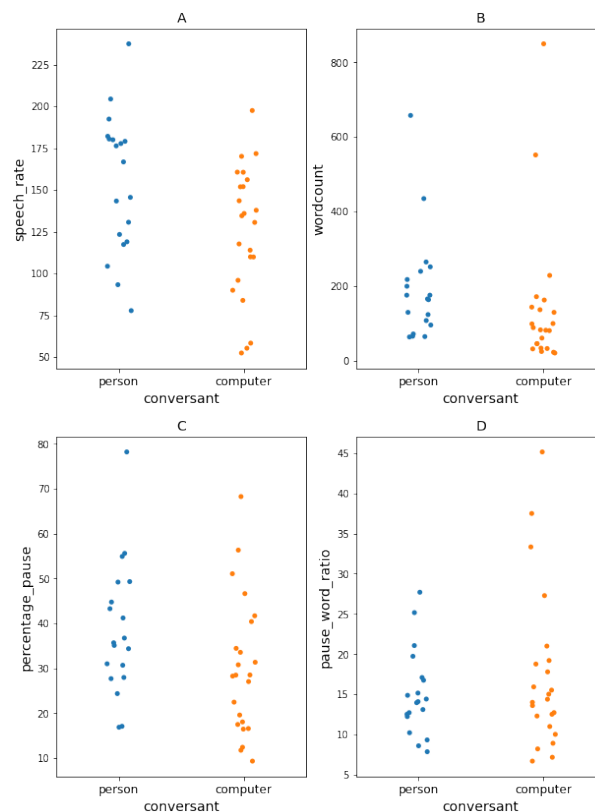 A
speech_rate
225
200
175
150
125
100
75
50
person computer
conversant
B
wordcount
800
600
400
200
0
person computer
conversant
C
percentage_pause
80
70
60
50
40
30
20
10
person computer
conversant
D
pause_word_ratio
45
40
35
30
25
20
15
10
5
person computer
conversant